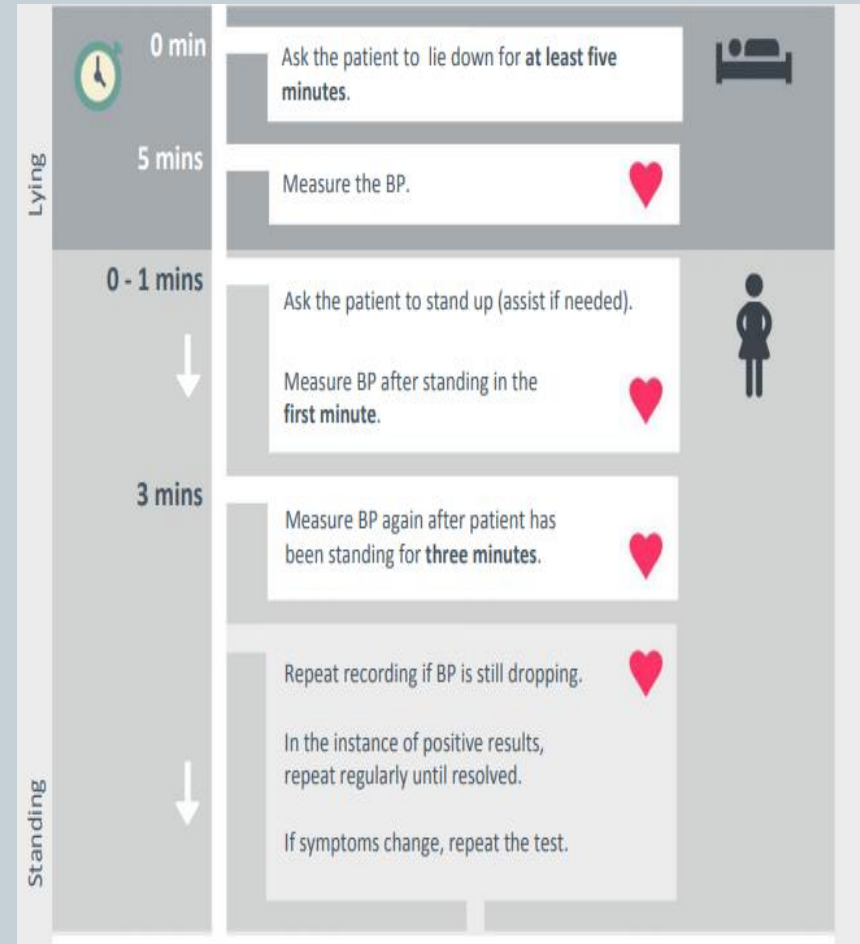 0 min
Ask the patient to lie down for at least five
minutes.
5 mins
Measure the BP.
Lying
0 - 1 mins
Ask the patient to stand up (assist if needed).
Measure BP after standing in the
first minute.
3 mins
Measure BP again after patient has
been standing for three minutes.
Repeat recording if BP is still dropping.
In the instance of positive results,
repeat regularly until resolved.
If symptoms change, repeat the test.
Standing